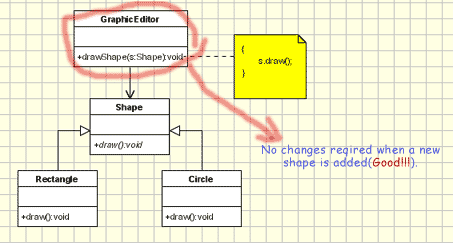 GraphicEditor
+drawShape(s:Shape):void
{
s.draw();
}
Shape
+draw():void
No changes reqired when a new
shape is added(Good!!!).
Rectangle
+draw():void
Circle
+draw():void